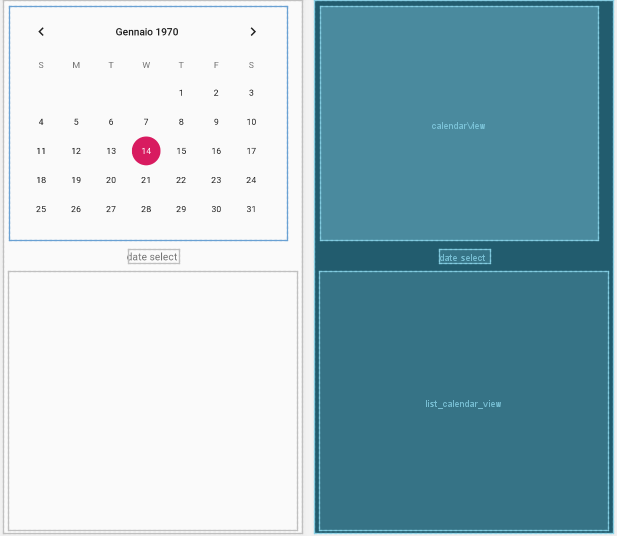 Gennaio 1970
S M T W T F S
1 2 3
4 5 6 7 8 9 10
11 12 13 14 15 16 17
18 19 20 21 22 23 24
25 26 27 28 29 30 31
date select
calendarView
date select
list_calendar_view